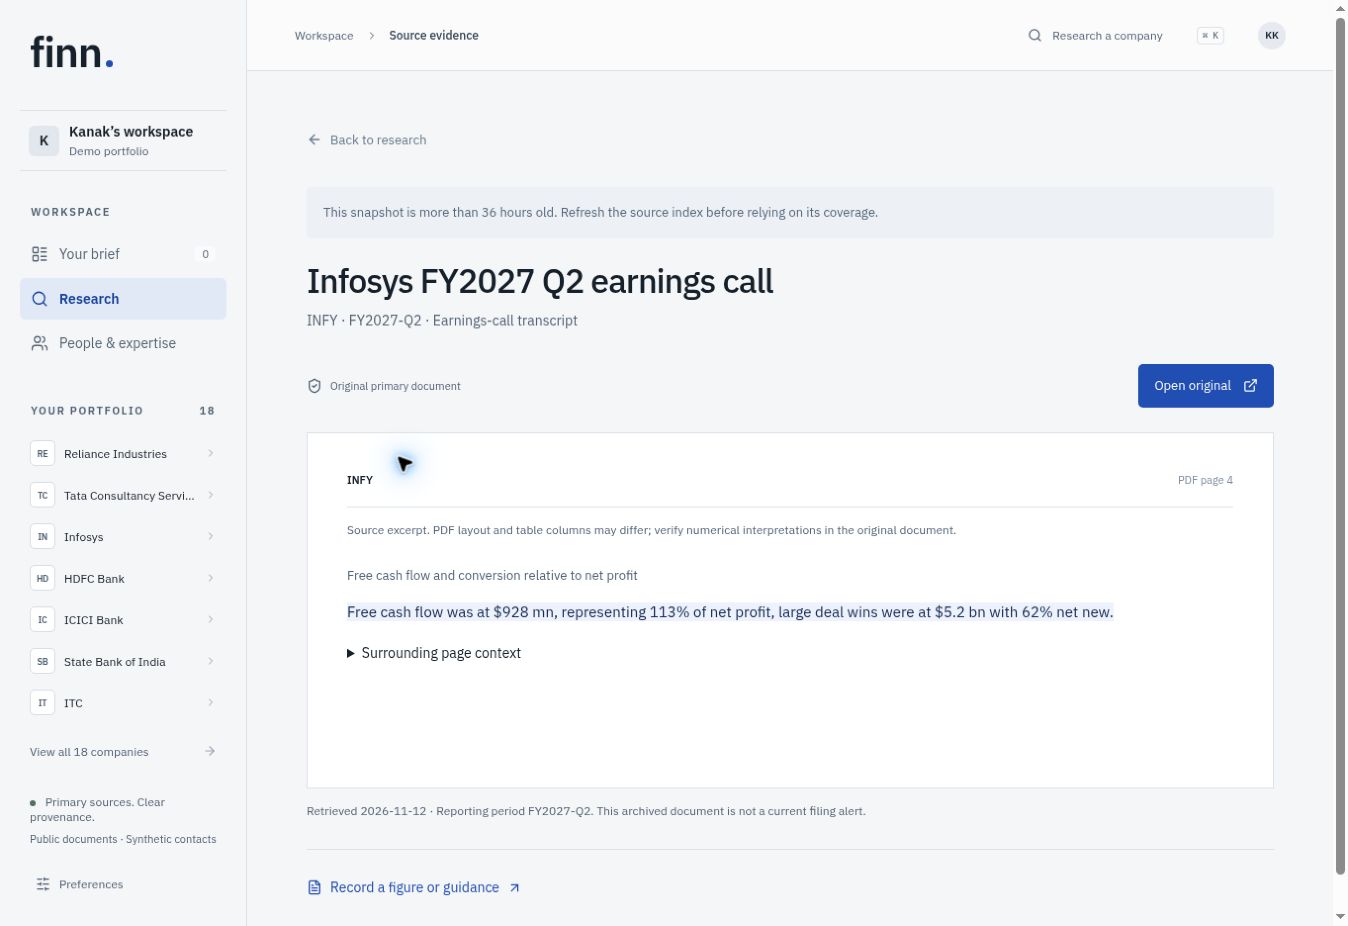 finn.
K
Kanak's workspace
Demo portfolio
WORKSPACE
Your brief 0
Research
People & expertise
YOUR PORTFOLIO 18
RE Reliance Industries
TC Tata Consultancy Servi...
IN Infosys
HD HDFC Bank
IC ICICI Bank
SB State Bank of India
IT ITC
View all 18 companies
Primary sources. Clear
provenance.
Public documents · Synthetic contacts
Preferences
Workspace > Source evidence
Research a company ⌘ K KK
Back to research
This snapshot is more than 36 hours old. Refresh the source index before relying on its coverage.
Infosys FY2027 Q2 earnings call
INFY · FY2027-Q2 · Earnings-call transcript
Original primary document
Open original
INFY PDF page 4
Source excerpt. PDF layout and table columns may differ; verify numerical interpretations in the original document.
Free cash flow and conversion relative to net profit
Free cash flow was at $928 mn, representing 113% of net profit, large deal wins were at $5.2 bn with 62% net new.
Surrounding page context
Retrieved 2026-11-12 · Reporting period FY2027-Q2. This archived document is not a current filing alert.
Record a figure or guidance